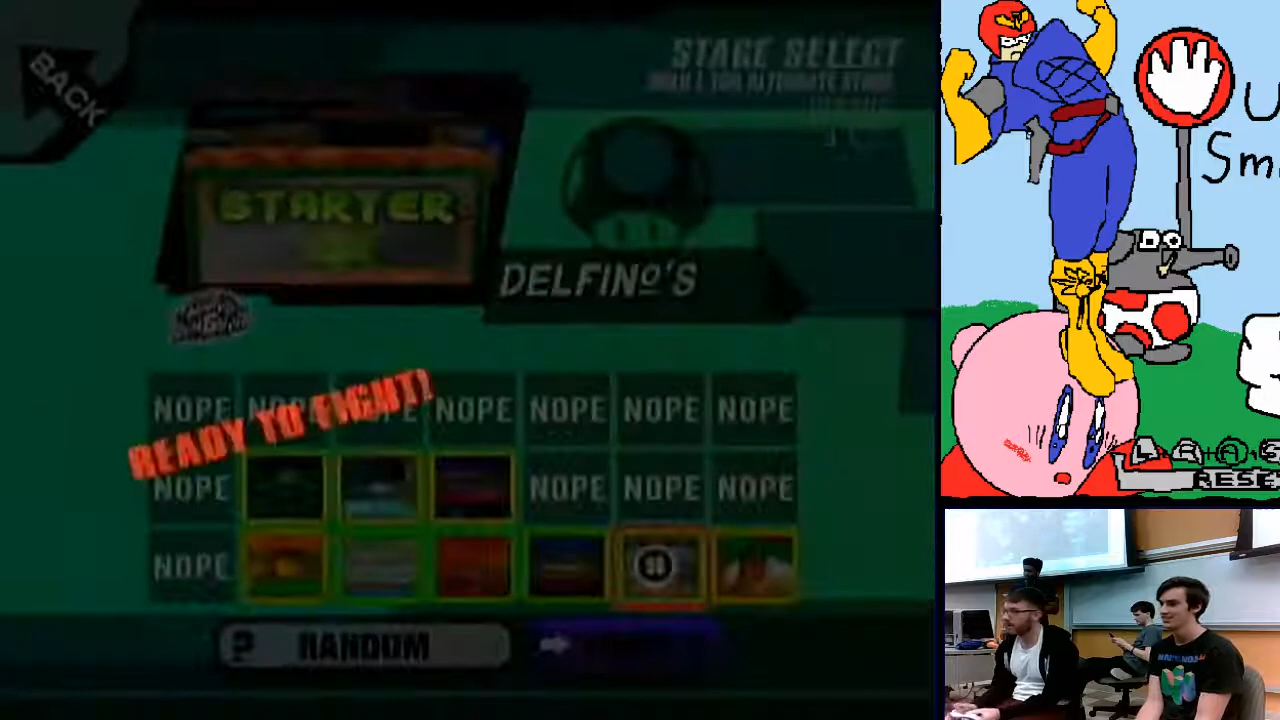 BACK
STAGE SELECT
STARTER
DELFINO'S
NOPE NOPE NOPE NOPE NOPE NOPE NOPE
READY TO FIGHT!
NOPE NOPE NOPE NOPE
NOPE
? RANDOM
U
Sm
L R A S
RESE